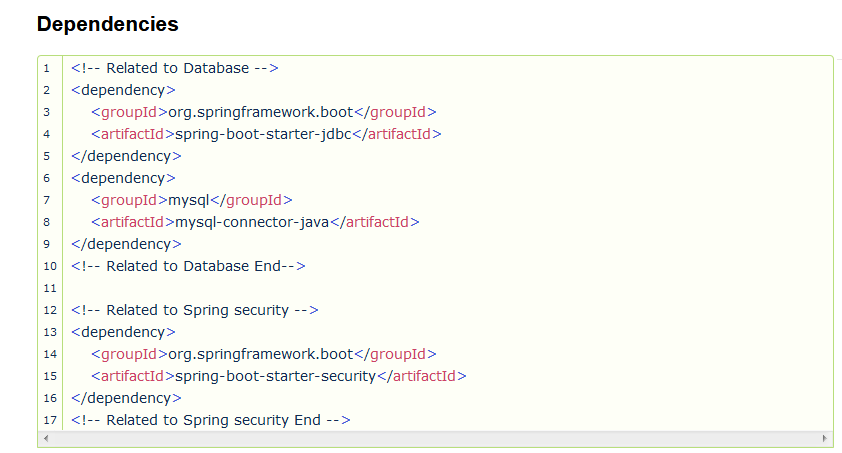 Dependencies
1 <!-- Related to Database -->
2 <dependency>
3 <groupId>org.springframework.boot</groupId>
4 <artifactId>spring-boot-starter-jdbc</artifactId>
5 </dependency>
6 <dependency>
7 <groupId>mysql</groupId>
8 <artifactId>mysql-connector-java</artifactId>
9 </dependency>
10 <!-- Related to Database End-->
11
12 <!-- Related to Spring security -->
13 <dependency>
14 <groupId>org.springframework.boot</groupId>
15 <artifactId>spring-boot-starter-security</artifactId>
16 </dependency>
17 <!-- Related to Spring security End -->